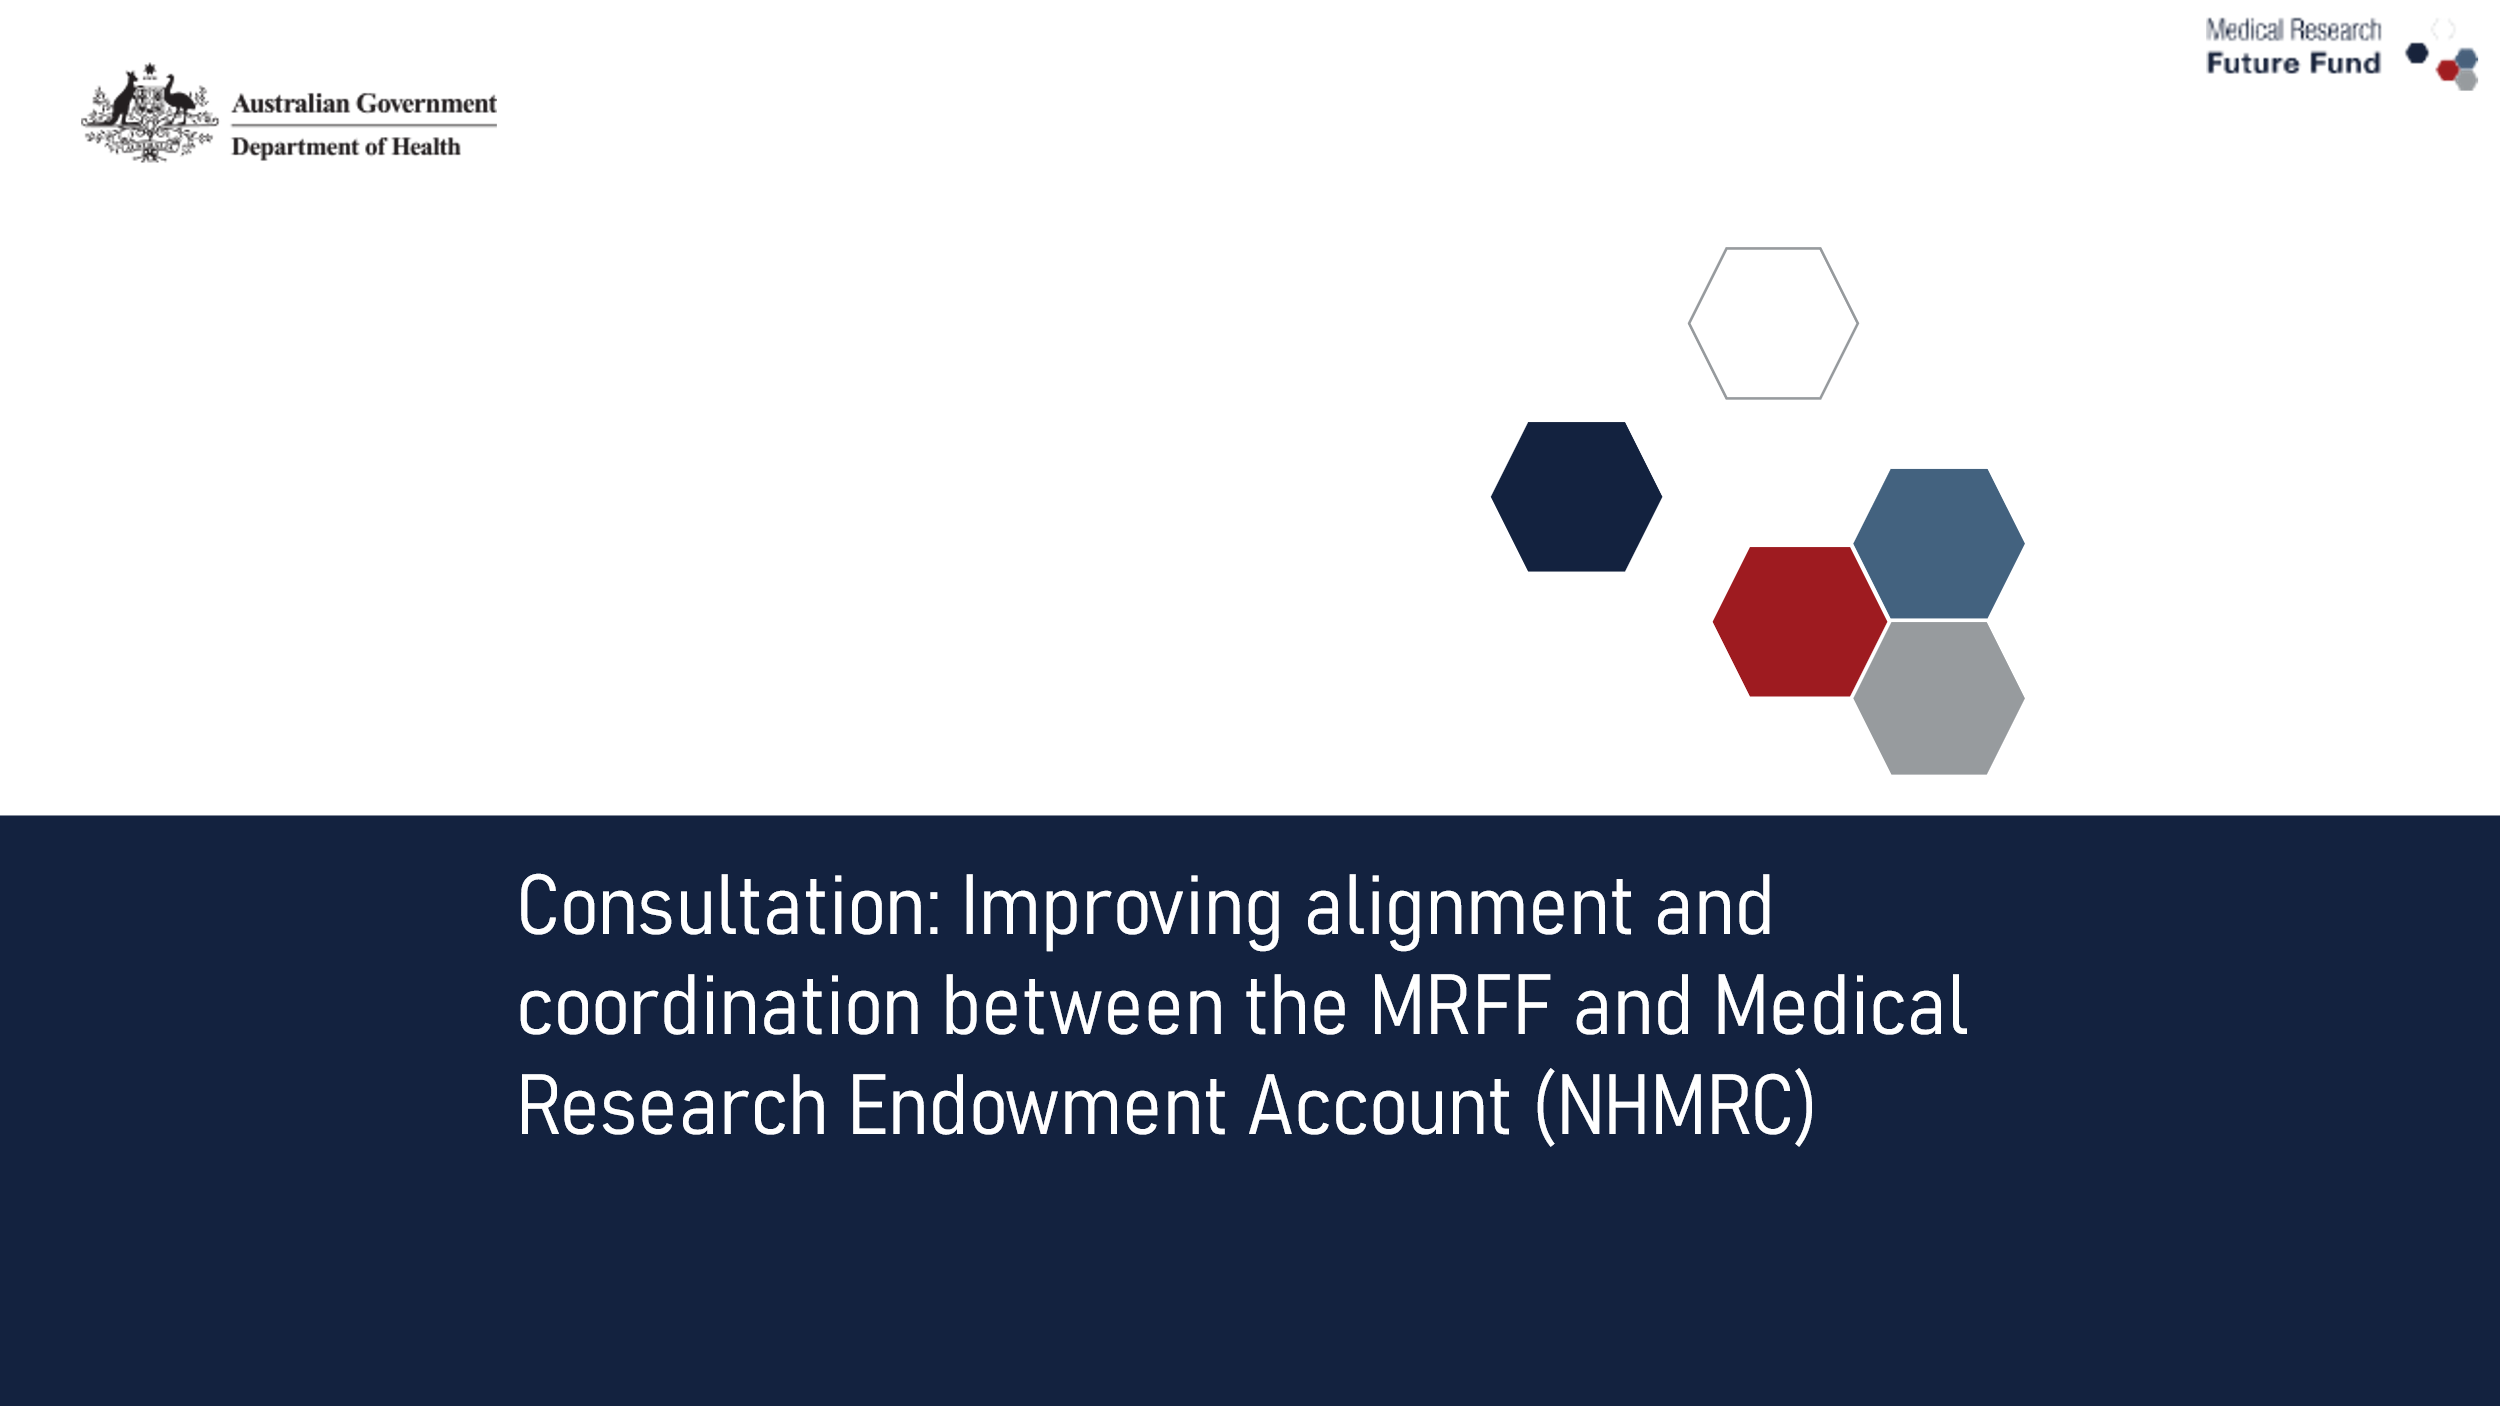 Medical Research
Future Fund
Australian Government
Department of Health
Consultation: Improving alignment and
coordination between the MRFF and Medical
Research Endowment Account (NHMRC)